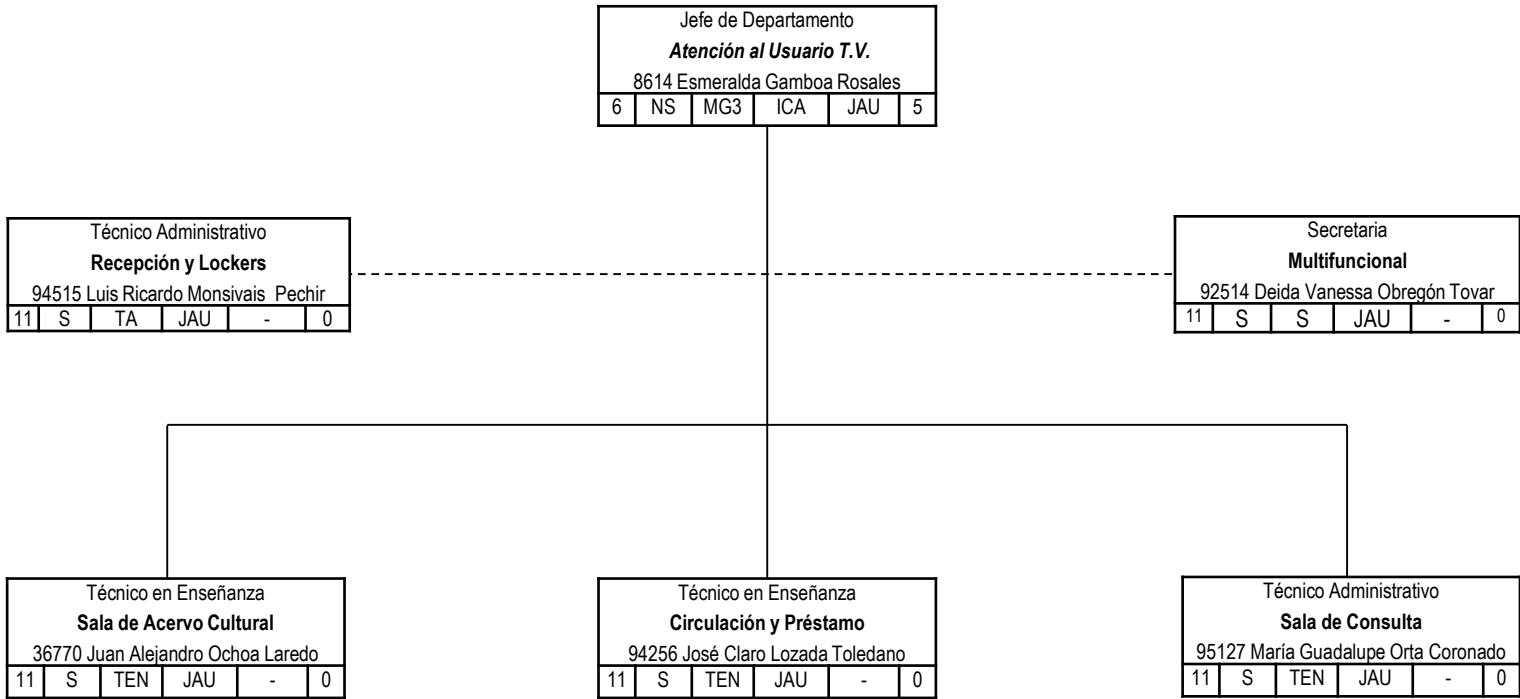 Jefe de Departamento
Atención al Usuario T.V.
8614 Esmeralda Gamboa Rosales
6 NS MG3 ICA JAU 5
Técnico Administrativo
Recepción y Lockers
94515 Luis Ricardo Monsivais Pechir
11 S TA JAU - 0
Secretaria
Multifuncional
92514 Deida Vanessa Obregón Tovar
11 S S JAU - 0
Técnico en Enseñanza
Sala de Acervo Cultural
36770 Juan Alejandro Ochoa Laredo
11 S TEN JAU - 0
Técnico en Enseñanza
Circulación y Préstamo
94256 José Claro Lozada Toledano
11 S TEN JAU - 0
Técnico Administrativo
Sala de Consulta
95127 María Guadalupe Orta Coronado
11 S TEN JAU - 0